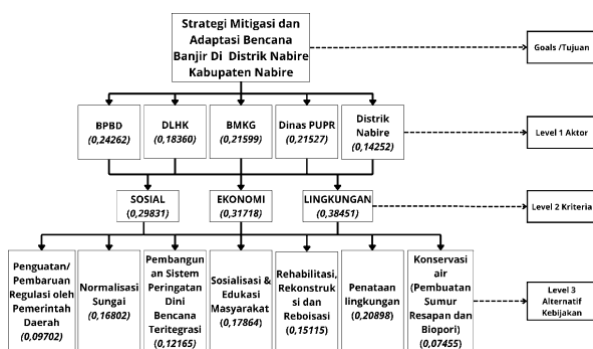 Strategi Mitigasi dan
Adaptasi Bencana
Banjir Di Distrik Nabire
Kabupaten Nabire
Goals /Tujuan
BPBD
(0,24262)
DLHK
(0,18360)
BMKG
(0,21599)
Dinas PUPR
(0,21527)
Distrik
Nabire
(0,14252)
Level 1 Aktor
SOSIAL
(0,29831)
EKONOMI
(0,31718)
LINGKUNGAN
(0,38451)
Level 2 Kriteria
Penguatan/
Pembaruan
Regulasi oleh
Pemerintah
Daerah
(0,09702)
Normalisasi
Sungai
(0,16802)
Pembangun
an Sistem
Peringatan
Dini
Bencana
Teritegrasi
(0,12165)
Sosialisasi &
Edukasi
Masyarakat
(0,17864)
Rehabilitasi,
Rekonstruk
si dan
Reboisasi
(0,15115)
Penataan
lingkungan
(0,20898)
Konservasi
air
(Pembuatan
Sumur
Resapan dan
Biopori)
(0,07455)
Level 3
Alternatif
Kebijakan